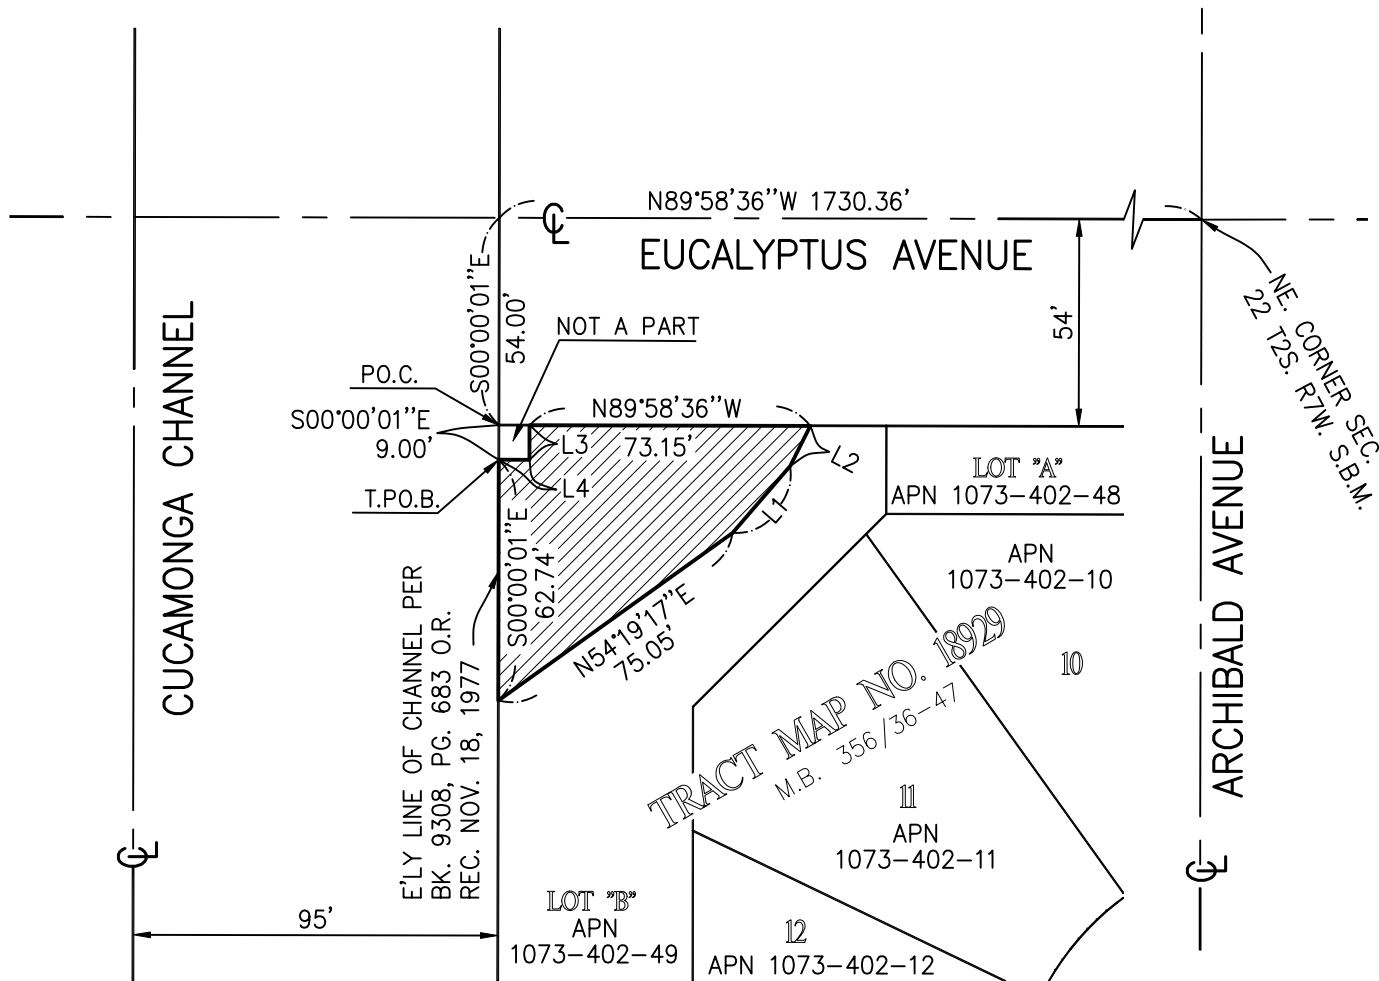 N89°58'36"W 1730.36'
℄
EUCALYPTUS AVENUE
S00°00'01"E
54.00'
54'
NE. CORNER SEC.
22 T2S. R7W. S.B.M.
NOT A PART
P.O.C.
S00°00'01"E
9.00'
T.P.O.B.
N89°58'36"W
73.15'
L3
L4
L2
L1
S00°00'01"E
62.74'
N54°19'17"E
75.05'
CUCAMONGA CHANNEL
E'LY LINE OF CHANNEL PER
BK. 9308, PG. 683 O.R.
REC. NOV. 18, 1977
LOT "A"
APN 1073-402-48
APN
1073-402-10
10
TRACT MAP NO. 18929
M.B. 356/36-47
11
APN
1073-402-11
ARCHIBALD AVENUE
℄
℄
95'
LOT "B"
APN
1073-402-49
12
APN 1073-402-12